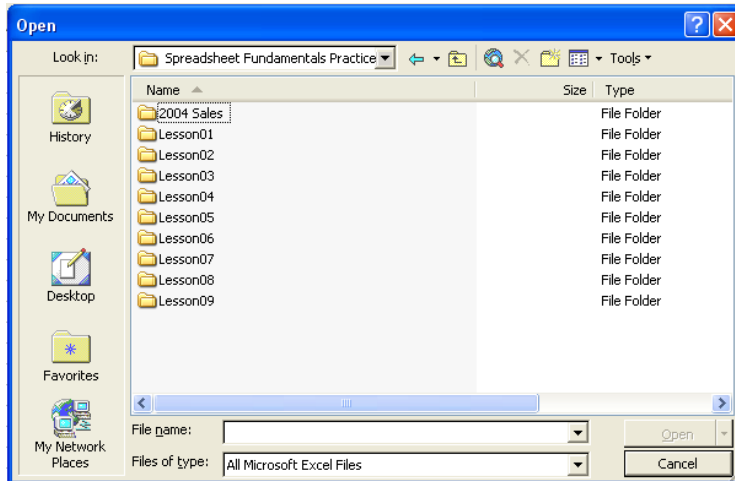 Open
Look in: Spreadsheet Fundamentals Practice Tools
Name Size Type
2004 Sales File Folder
Lesson01 File Folder
Lesson02 File Folder
Lesson03 File Folder
Lesson04 File Folder
Lesson05 File Folder
Lesson06 File Folder
Lesson07 File Folder
Lesson08 File Folder
Lesson09 File Folder
History
My Documents
Desktop
Favorites
My Network
Places
File name: Open
Files of type: All Microsoft Excel Files Cancel